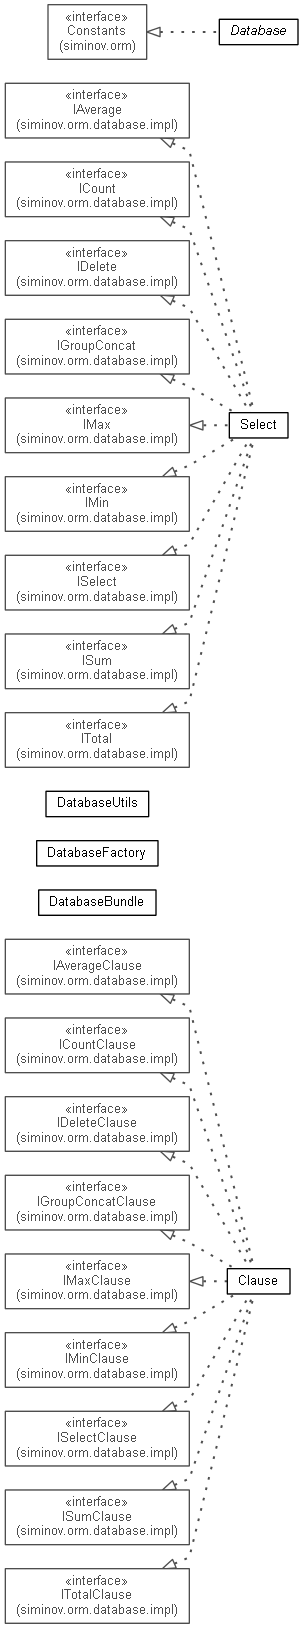 «interface»
Constants
(siminov.orm)
Database
«interface»
IAverage
(siminov.orm.database.impl)
«interface»
ICount
(siminov.orm.database.impl)
«interface»
IDelete
(siminov.orm.database.impl)
«interface»
IGroupConcat
(siminov.orm.database.impl)
«interface»
IMax
(siminov.orm.database.impl)
Select
«interface»
IMin
(siminov.orm.database.impl)
«interface»
ISelect
(siminov.orm.database.impl)
«interface»
ISum
(siminov.orm.database.impl)
«interface»
ITotal
(siminov.orm.database.impl)
DatabaseUtils
DatabaseFactory
DatabaseBundle
«interface»
IAverageClause
(siminov.orm.database.impl)
«interface»
ICountClause
(siminov.orm.database.impl)
«interface»
IDeleteClause
(siminov.orm.database.impl)
«interface»
IGroupConcatClause
(siminov.orm.database.impl)
«interface»
IMaxClause
(siminov.orm.database.impl)
Clause
«interface»
IMinClause
(siminov.orm.database.impl)
«interface»
ISelectClause
(siminov.orm.database.impl)
«interface»
ISumClause
(siminov.orm.database.impl)
«interface»
ITotalClause
(siminov.orm.database.impl)